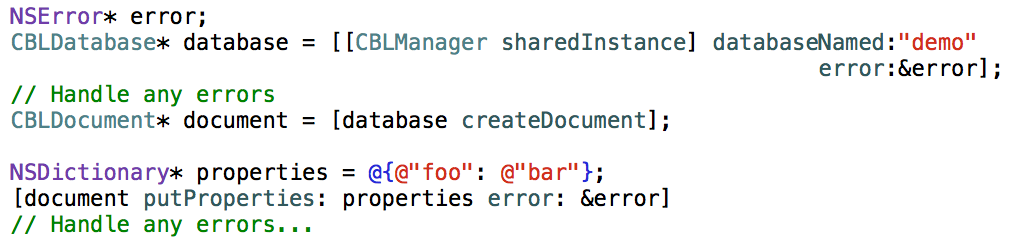 NSError* error;
CBLDatabase* database = [[CBLManager sharedInstance] databaseNamed:"demo"
error:&error];
// Handle any errors
CBLDocument* document = [database createDocument];
NSDictionary* properties = @{@"foo": @"bar"};
[document putProperties: properties error: &error]
// Handle any errors...